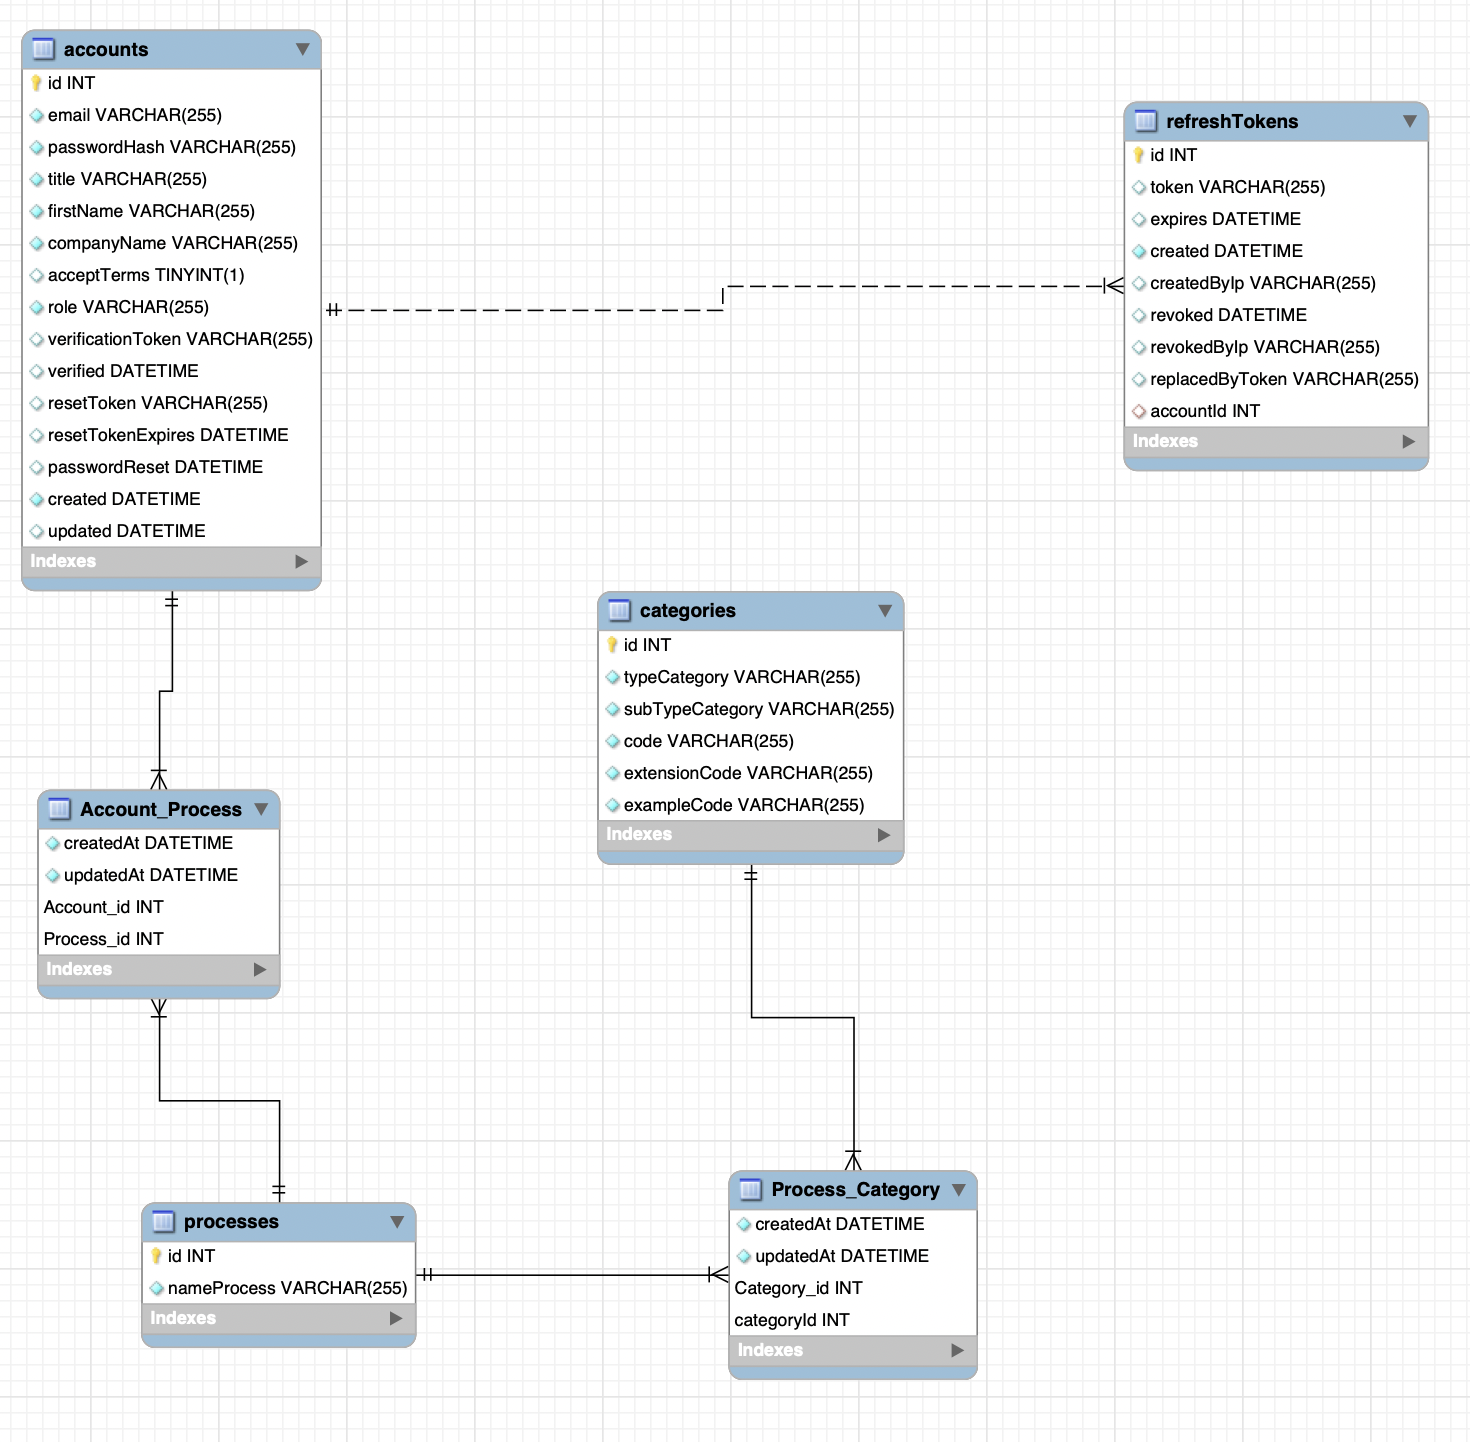 accounts
id INT
email VARCHAR(255)
passwordHash VARCHAR(255)
title VARCHAR(255)
firstName VARCHAR(255)
companyName VARCHAR(255)
acceptTerms TINYINT(1)
role VARCHAR(255)
verificationToken VARCHAR(255)
verified DATETIME
resetToken VARCHAR(255)
resetTokenExpires DATETIME
passwordReset DATETIME
created DATETIME
updated DATETIME
Indexes
refreshTokens
id INT
token VARCHAR(255)
expires DATETIME
created DATETIME
createdByIp VARCHAR(255)
revoked DATETIME
revokedByIp VARCHAR(255)
replacedByToken VARCHAR(255)
accountId INT
Indexes
categories
id INT
typeCategory VARCHAR(255)
subTypeCategory VARCHAR(255)
code VARCHAR(255)
extensionCode VARCHAR(255)
exampleCode VARCHAR(255)
Indexes
Account_Process
createdAt DATETIME
updatedAt DATETIME
Account_id INT
Process_id INT
Indexes
processes
id INT
nameProcess VARCHAR(255)
Indexes
Process_Category
createdAt DATETIME
updatedAt DATETIME
Category_id INT
categoryId INT
Indexes